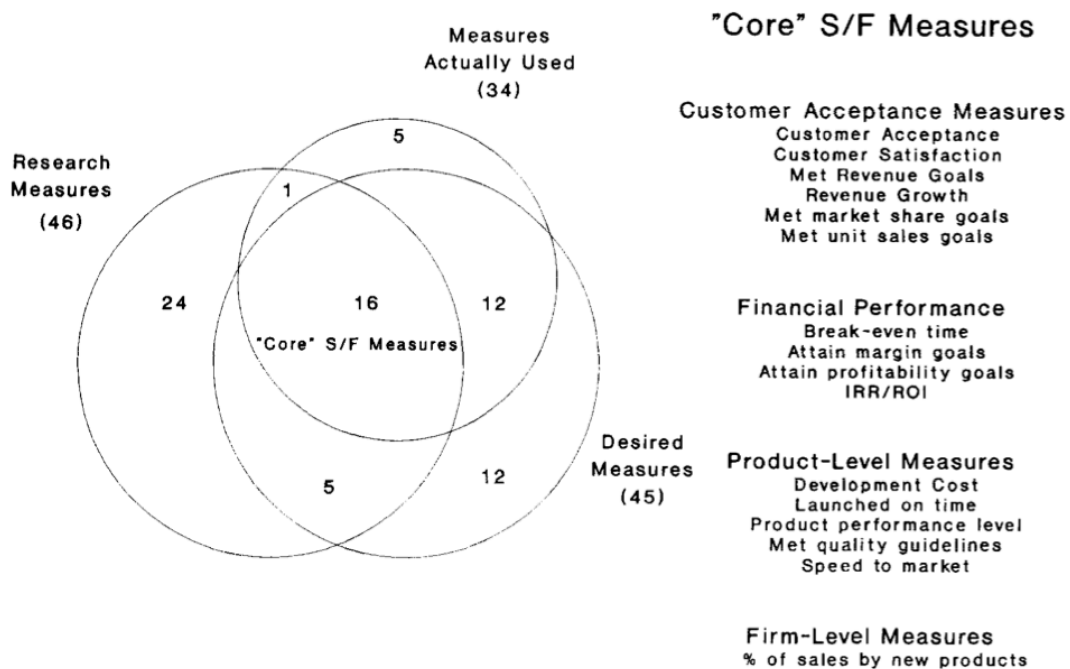 Measures
Actually Used
(34)
5
Research
Measures
(46)
1
24
16
12
"Core" S/F Measures
5
12
Desired
Measures
(45)
"Core" S/F Measures
Customer Acceptance Measures
Customer Acceptance
Customer Satisfaction
Met Revenue Goals
Revenue Growth
Met market share goals
Met unit sales goals
Financial Performance
Break-even time
Attain margin goals
Attain profitability goals
IRR/ROI
Product-Level Measures
Development Cost
Launched on time
Product performance level
Met quality guidelines
Speed to market
Firm-Level Measures
% of sales by new products